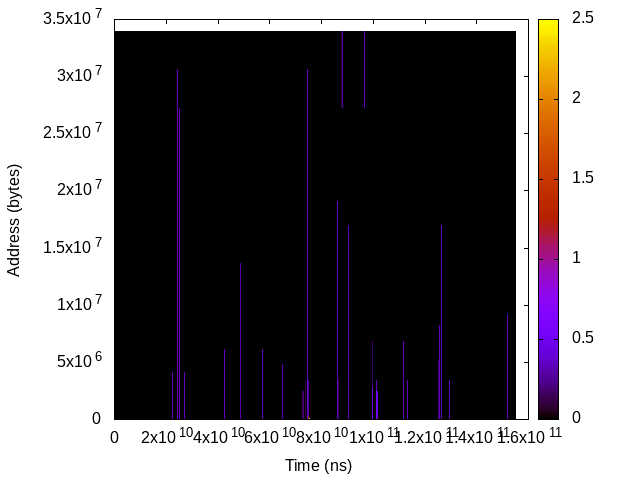 3.5x10 7
3x10 7
2.5x10 7
2x10 7
1.5x10 7
1x10 7
5x10 6
0
Address (bytes)
0 2x10 10 4x10 10 6x10 10 8x10 10 1x10 11 1.2x10 11 1.4x10 11 1.6x10 11
Time (ns)
2.5
2
1.5
1
0.5
0